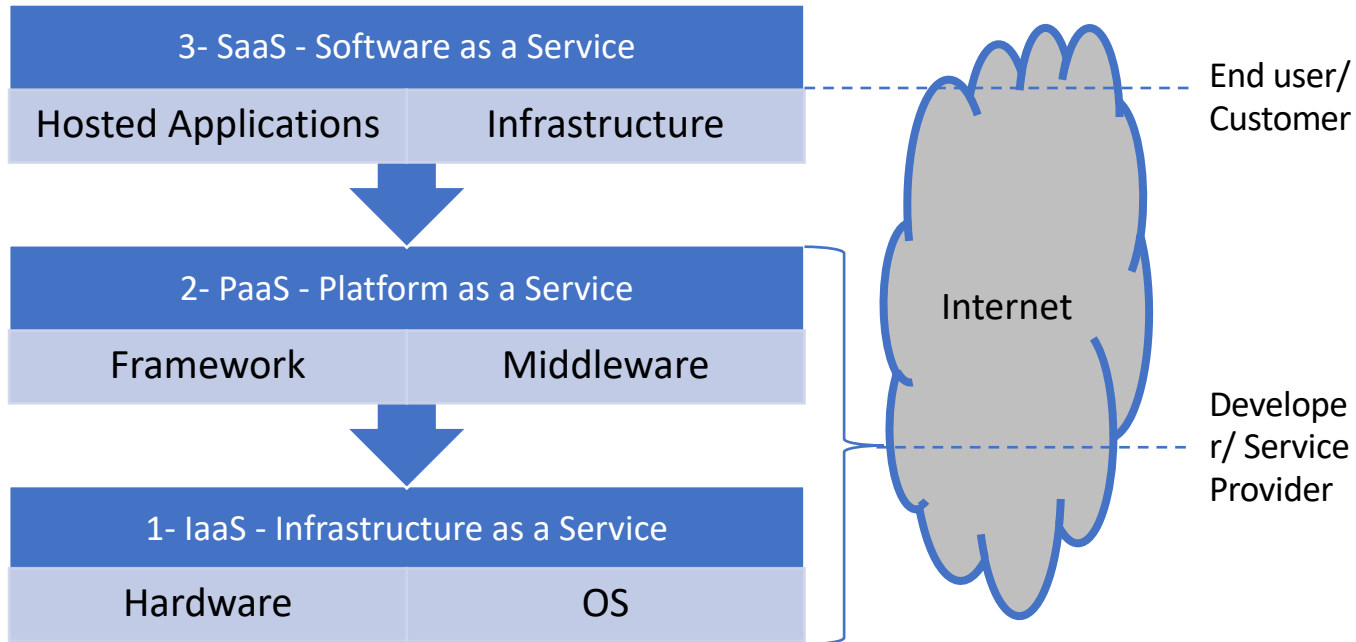 3- SaaS - Software as a Service
Hosted Applications
Infrastructure
2- PaaS - Platform as a Service
Framework
Middleware
1- IaaS - Infrastructure as a Service
Hardware
OS
Internet
End user/
Customer
Develope
r/ Service
Provider